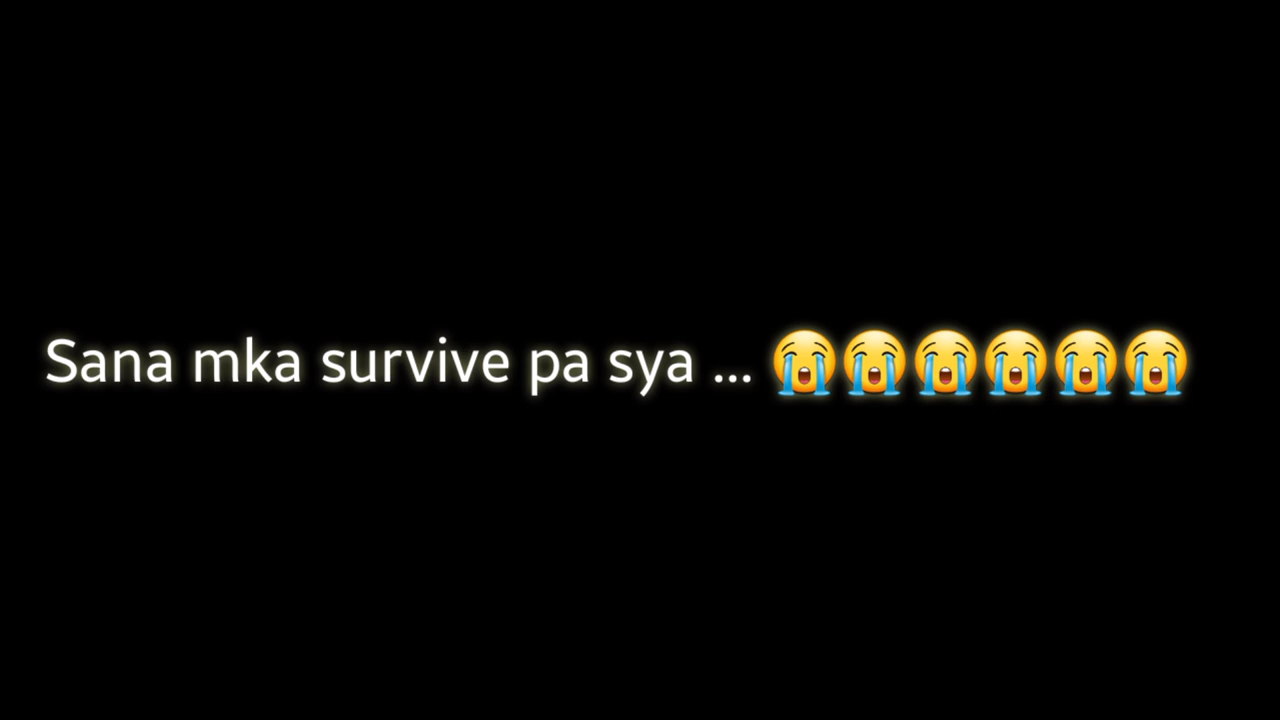 Sana mka survive pa sya ... 😭😭😭😭😭😭